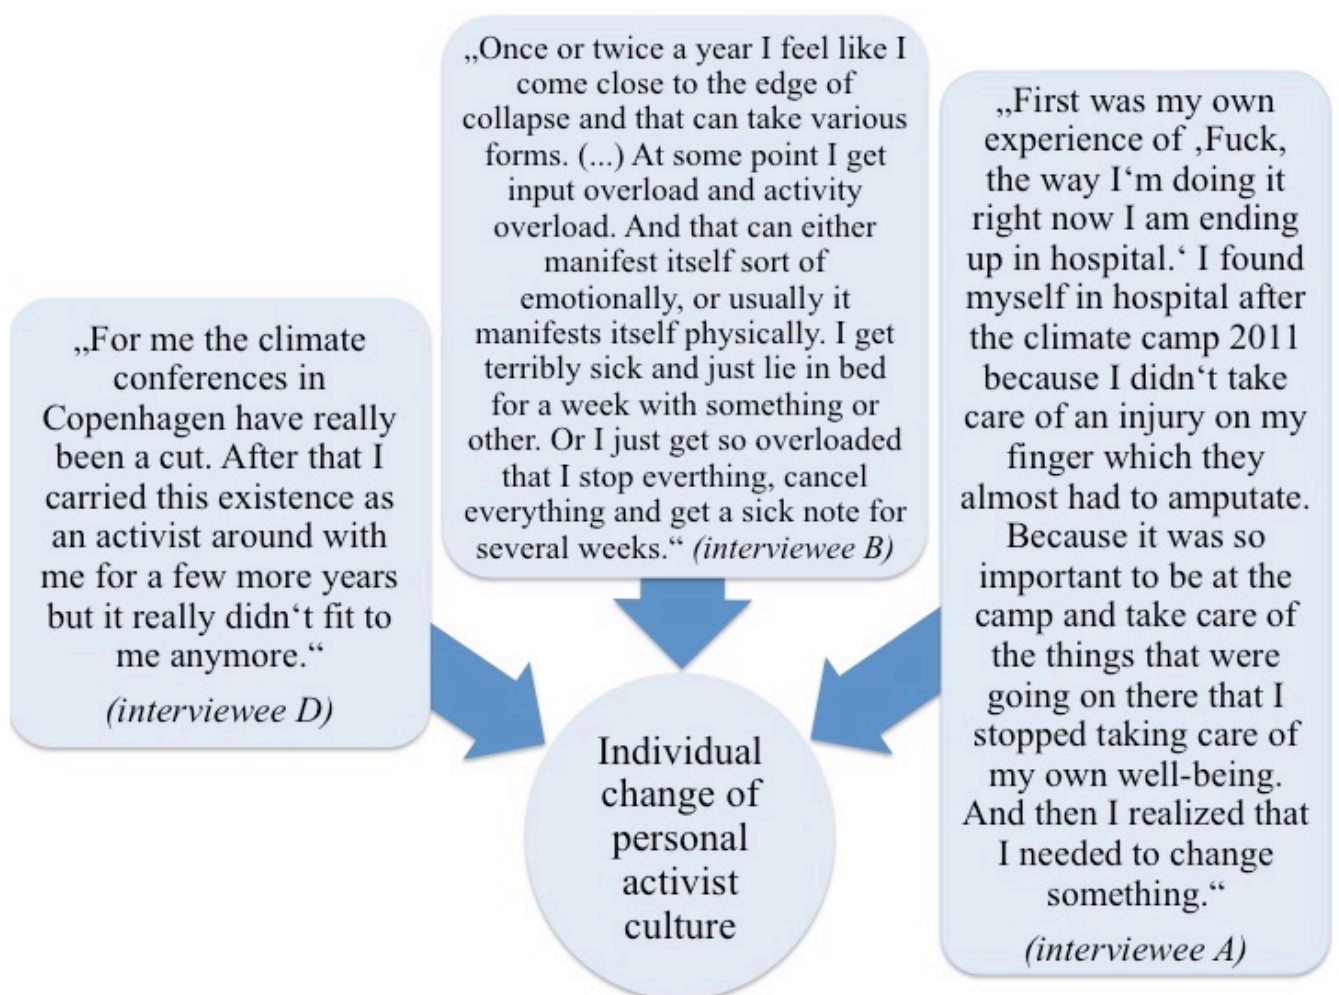 „For me the climate
conferences in
Copenhagen have really
been a cut. After that I
carried this existence as
an activist around with
me for a few more years
but it really didn‘t fit to
me anymore.“
(interviewee D)
„Once or twice a year I feel like I
come close to the edge of
collapse and that can take various
forms. (...) At some point I get
input overload and activity
overload. And that can either
manifest itself sort of
emotionally, or usually it
manifests itself physically. I get
terribly sick and just lie in bed
for a week with something or
other. Or I just get so overloaded
that I stop everthing, cancel
everything and get a sick note for
several weeks.“ (interviewee B)
„First was my own
experience of ‚Fuck,
the way I‘m doing it
right now I am ending
up in hospital.‘ I found
myself in hospital after
the climate camp 2011
because I didn‘t take
care of an injury on my
finger which they
almost had to amputate.
Because it was so
important to be at the
camp and take care of
the things that were
going on there that I
stopped taking care of
my own well-being.
And then I realized that
I needed to change
something.“
(interviewee A)
Individual
change of
personal
activist
culture